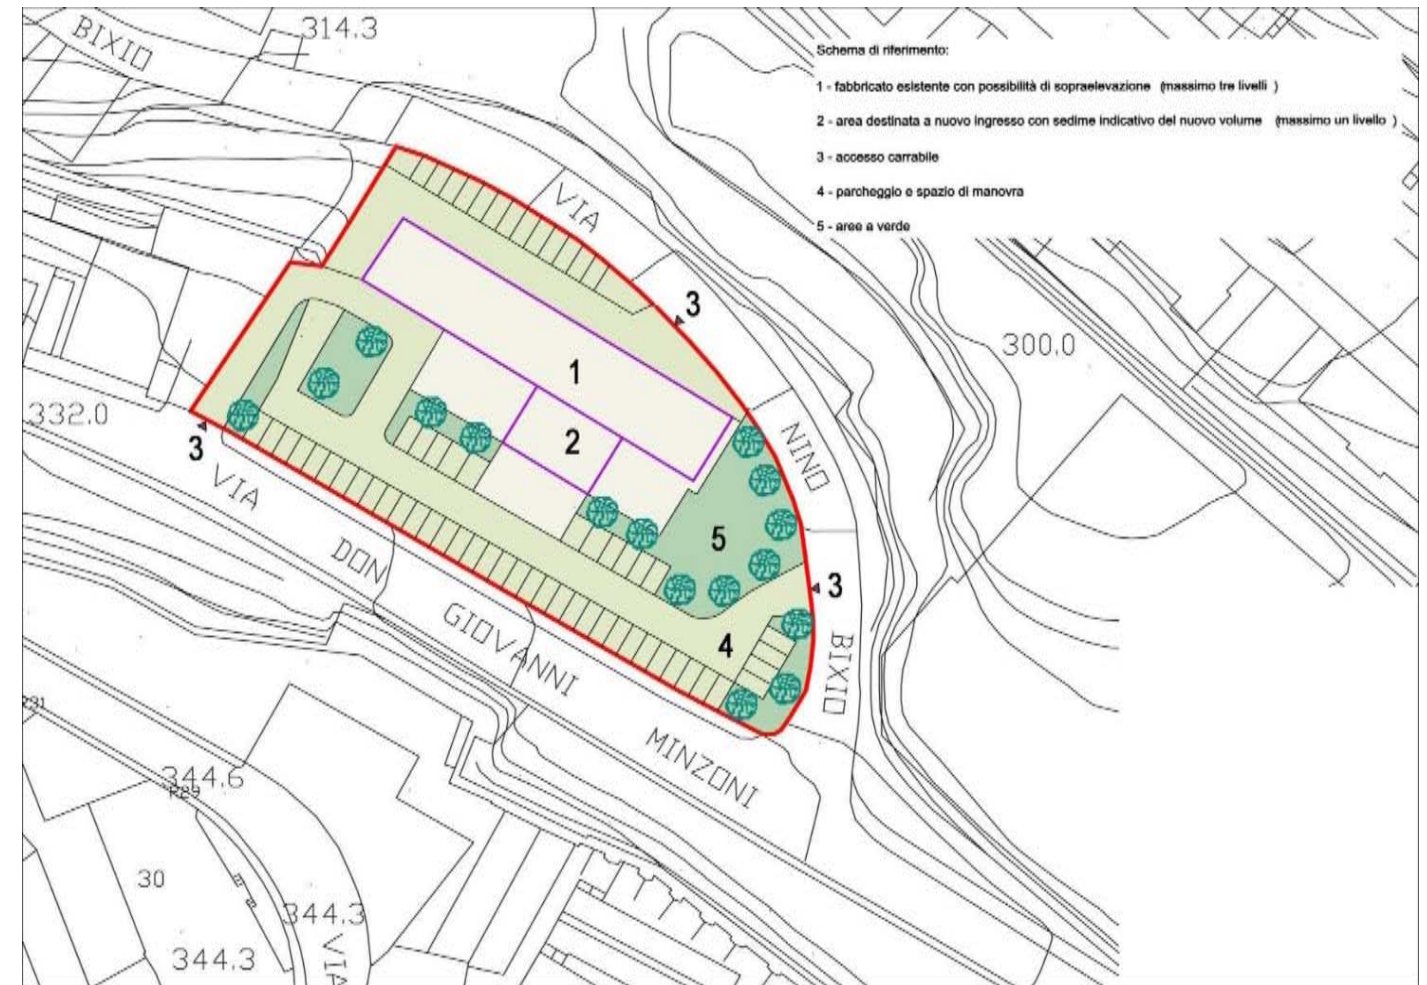 BIXIO
314.3
Schema di riferimento:
1 - fabbricato esistente con possibilità di sopraelevazione (massimo tre livelli )
2 - area destinata a nuovo ingresso con sedime indicativo del nuovo volume (massimo un livello )
3 - accesso carrabile
4 - parcheggio e spazio di manovra
5 - aree a verde
VIA
3
300.0
1
332.0
3
2
NINO
VIA
5
DON
3
GIOVANNI
4
BIXIO
MINZONI
344.6
30
344.3
344.3
VIA